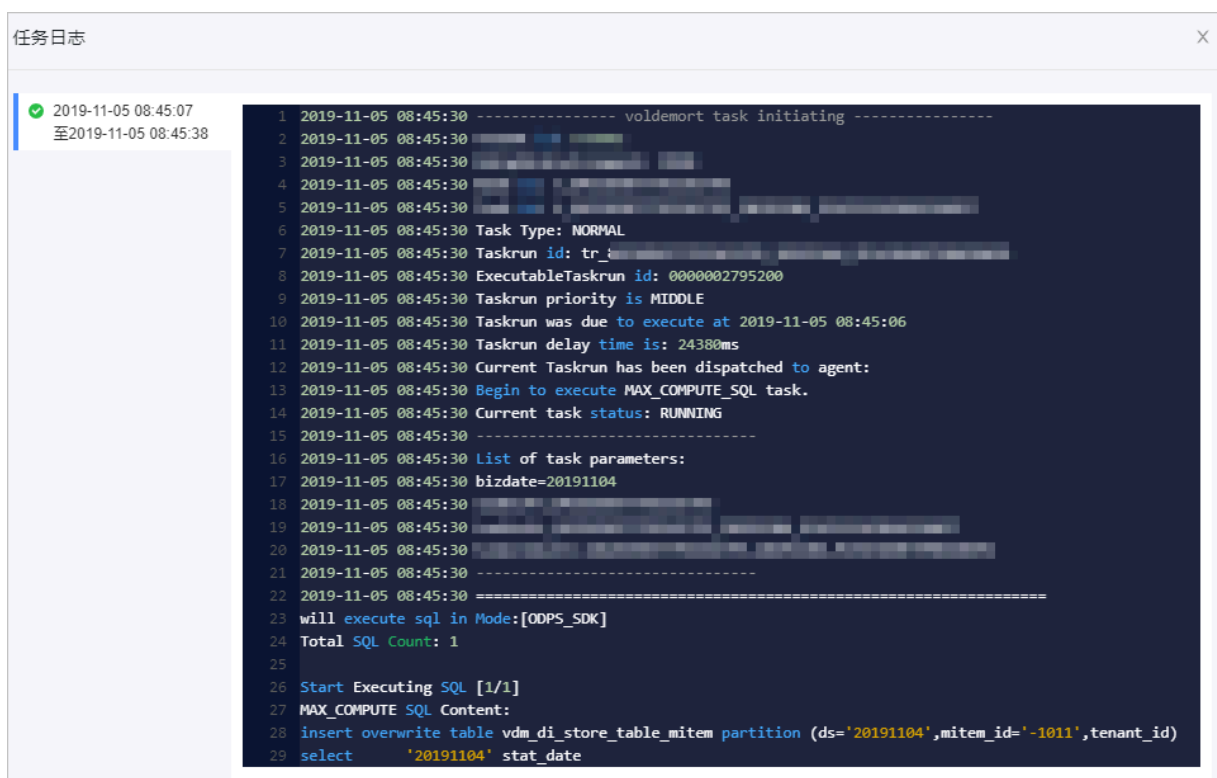 任务日志
2019-11-05 08:45:07
至2019-11-05 08:45:38
1 2019-11-05 08:45:30 ---------------- voldemort task initiating ----------------
2 2019-11-05 08:45:30
3 2019-11-05 08:45:30
4 2019-11-05 08:45:30
5 2019-11-05 08:45:30
6 2019-11-05 08:45:30 Task Type: NORMAL
7 2019-11-05 08:45:30 Taskrun id: tr_
8 2019-11-05 08:45:30 ExecutableTaskrun id: 0000002795200
9 2019-11-05 08:45:30 Taskrun priority is MIDDLE
10 2019-11-05 08:45:30 Taskrun was due to execute at 2019-11-05 08:45:06
11 2019-11-05 08:45:30 Taskrun delay time is: 24380ms
12 2019-11-05 08:45:30 Current Taskrun has been dispatched to agent:
13 2019-11-05 08:45:30 Begin to execute MAX_COMPUTE_SQL task.
14 2019-11-05 08:45:30 Current task status: RUNNING
15 2019-11-05 08:45:30 --------------------------------
16 2019-11-05 08:45:30 List of task parameters:
17 2019-11-05 08:45:30 bizdate=20191104
18 2019-11-05 08:45:30
19 2019-11-05 08:45:30
20 2019-11-05 08:45:30
21 2019-11-05 08:45:30 --------------------------------
22 2019-11-05 08:45:30 =================================================================
23 will execute sql in Mode:[ODPS_SDK]
24 Total SQL Count: 1
25
26 Start Executing SQL [1/1]
27 MAX_COMPUTE SQL Content:
28 insert overwrite table vdm_di_store_table_mitem partition (ds='20191104',mitem_id='-1011',tenant_id)
29 select      '20191104' stat_date